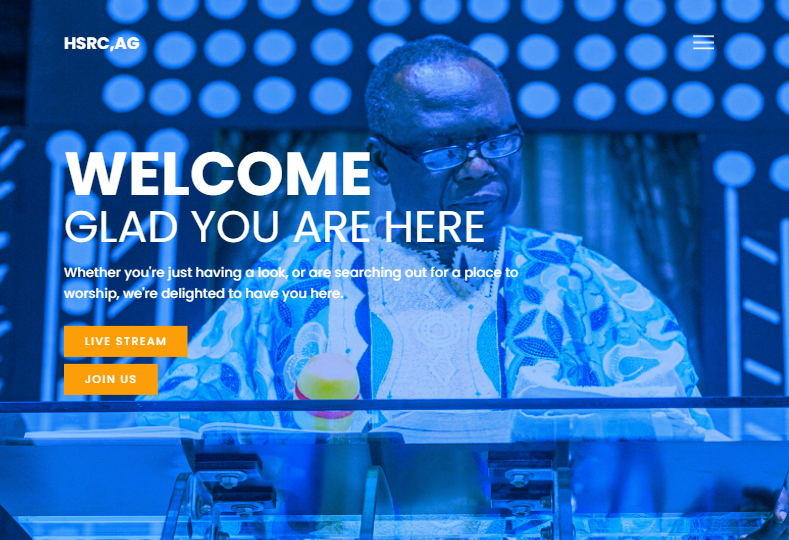 HSRC,AG
WELCOME
GLAD YOU ARE HERE
Whether you're just having a look, or are searching out for a place to
worship, we're delighted to have you here.
LIVE STREAM
JOIN US